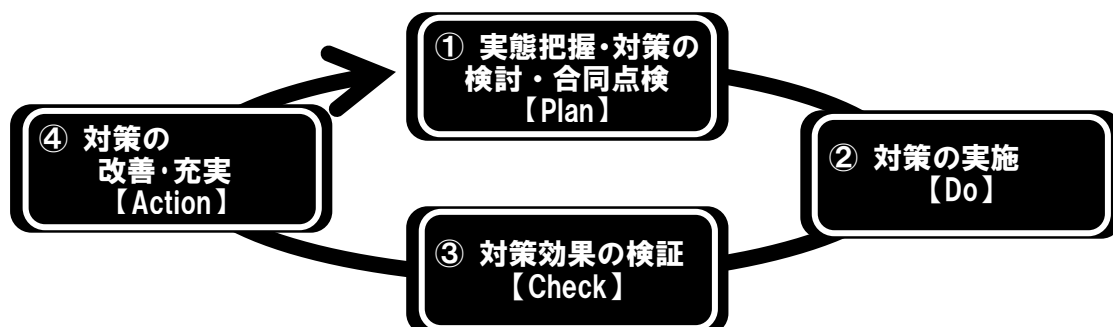 ① 実態把握・対策の
検討・合同点検
【Plan】
② 対策の実施
【Do】
③ 対策効果の検証
【Check】
④ 対策の
改善・充実
【Action】